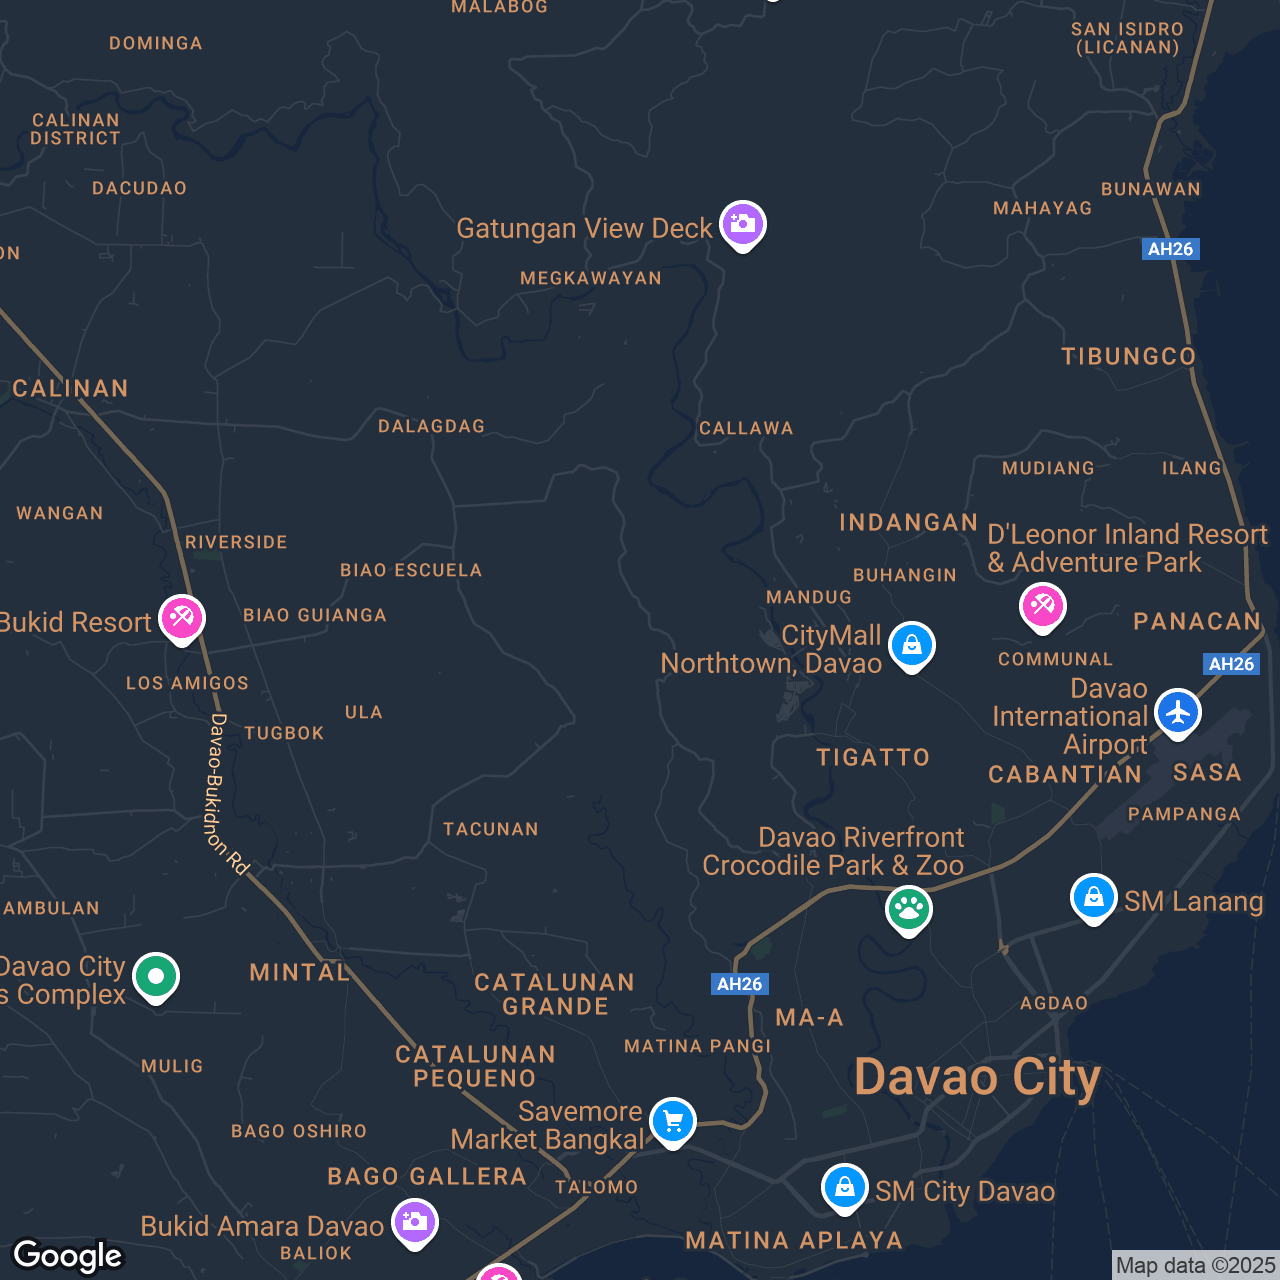 MALABOG
DOMINGA
SAN ISIDRO
(LICANAN)
CALINAN
DISTRICT
DACUDAO
BUNAWAN
MAHAYAG
Gatungan View Deck
AH26
ON
MEGKAWAYAN
TIBUNGCO
CALINAN
DALAGDAG
CALLAWA
MUDIANG
ILANG
WANGAN
INDANGAN
RIVERSIDE
D'Leonor Inland Resort
& Adventure Park
BIAO ESCUELA
BUHANGIN
MANDUG
BIAO GUIANGA
Bukid Resort
PANACAN
CityMall
Northtown, Davao
COMMUNAL
AH26
LOS AMIGOS
Davao
International
Airport
ULA
TUGBOK
Davao-Bukidnon Rd
TIGATTO
CABANTIAN
SASA
PAMPANGA
TACUNAN
Davao Riverfront
Crocodile Park & Zoo
SM Lanang
AMBULAN
Davao City
s Complex
MINTAL
CATALUNAN
GRANDE
AH26
AGDAO
MA-A
MATINA PANGI
CATALUNAN
PEQUENO
MULIG
Davao City
Savemore
Market Bangkal
BAGO OSHIRO
BAGO GALLERA
TALOMO
SM City Davao
Bukid Amara Davao
BALIOK
MATINA APLAYA
Google
Map data ©2025